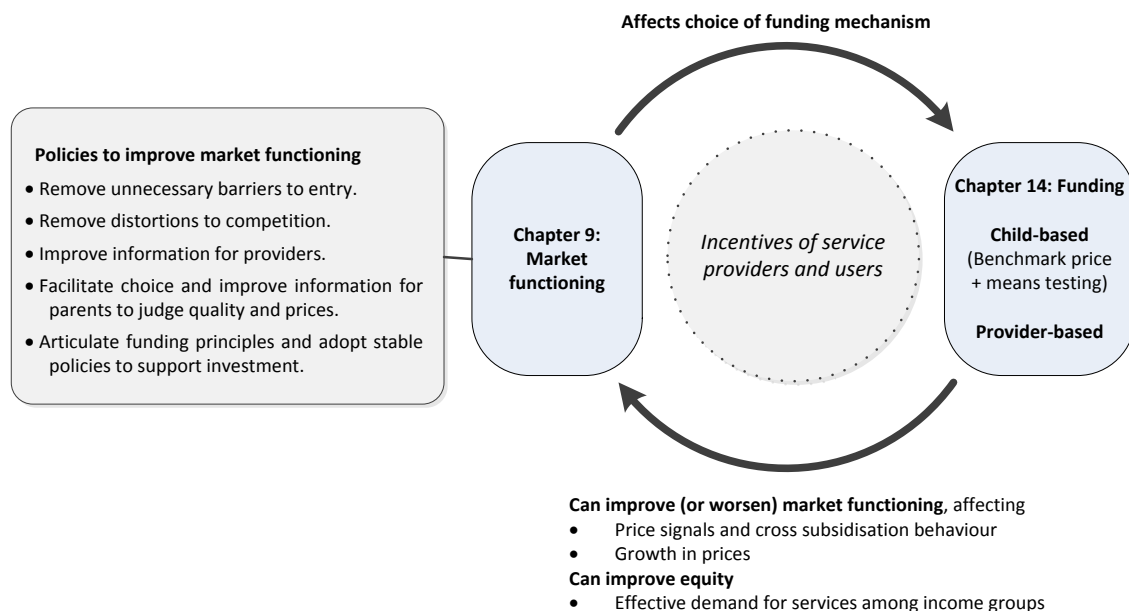 Affects choice of funding mechanism
Policies to improve market functioning
• Remove unnecessary barriers to entry.
• Remove distortions to competition.
• Improve information for providers.
• Facilitate choice and improve information for
parents to judge quality and prices.
• Articulate funding principles and adopt stable
policies to support investment.
Chapter 9:
Market
functioning
Incentives of service
providers and users
Chapter 14: Funding
Child-based
(Benchmark price
+ means testing)
Provider-based
Can improve (or worsen) market functioning, affecting
• Price signals and cross subsidisation behaviour
• Growth in prices
Can improve equity
• Effective demand for services among income groups